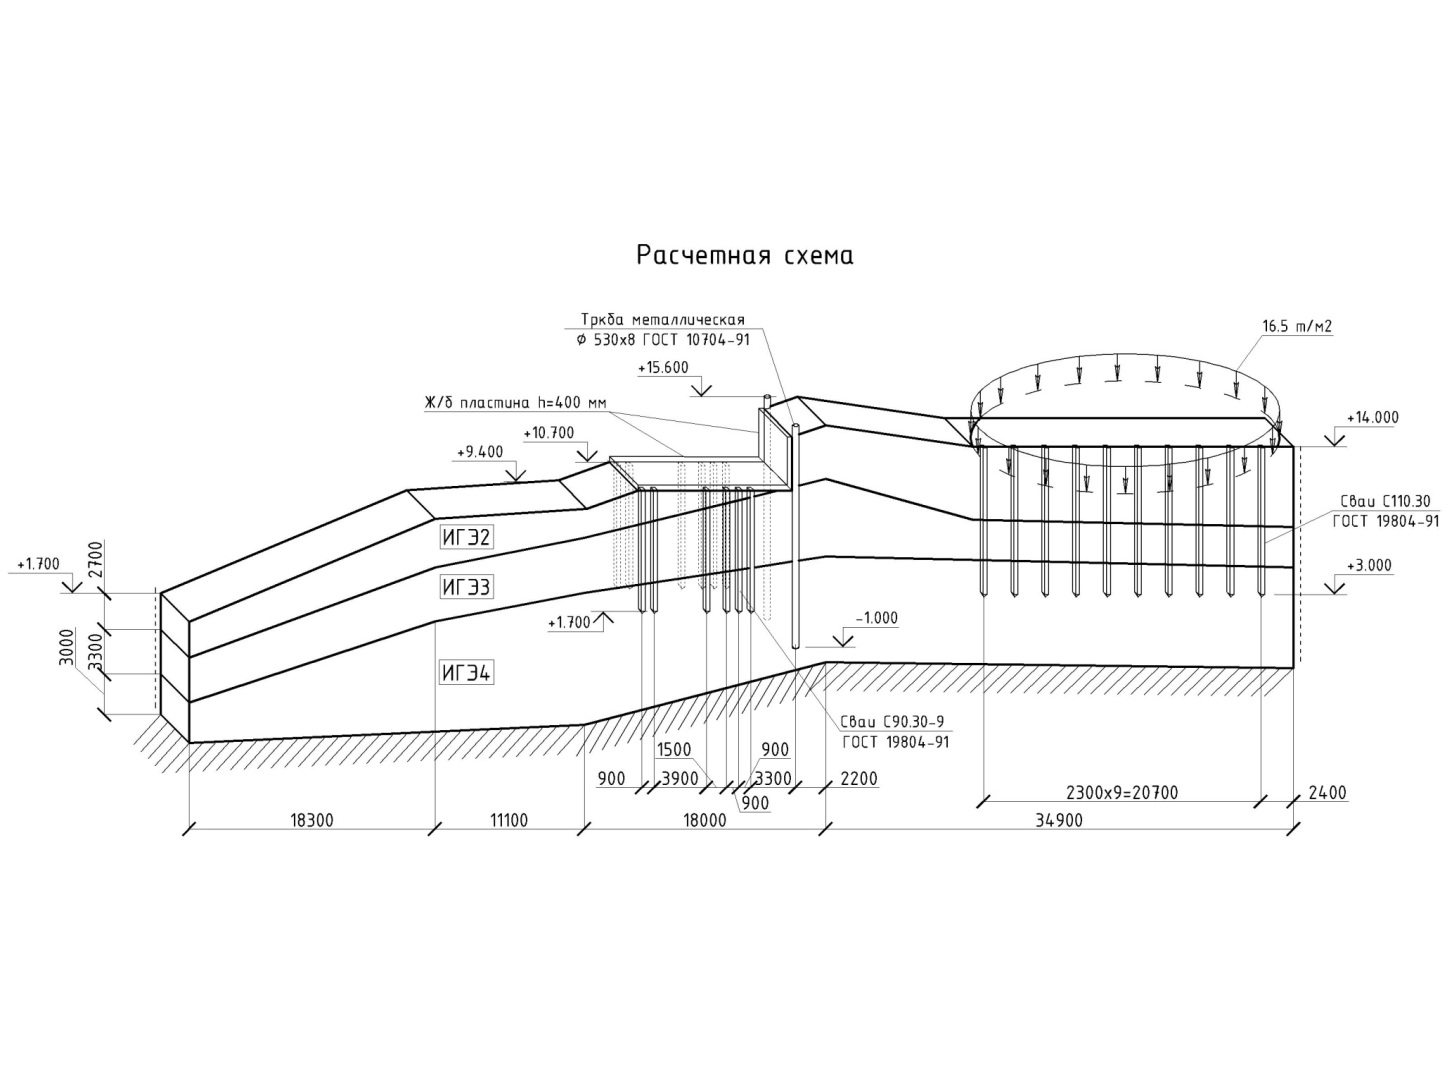 Расчетная схема
Тркба металлическая
Ø 530х8 ГОСТ 10704-91
16.5 т/м2
+15.600
Ж/б пластина h=400 мм
+14.000
+10.700
+9.400
Сваи С110.30
ГОСТ 19804-91
ИГЭ2
+1.700
2700
+3.000
ИГЭ3
+1.700
-1.000
3000
3300
ИГЭ4
Сваи С90.30-9
ГОСТ 19804-91
1500
900
900
3900
3300
2200
2300х9=20700
2400
900
18300
11100
18000
34900